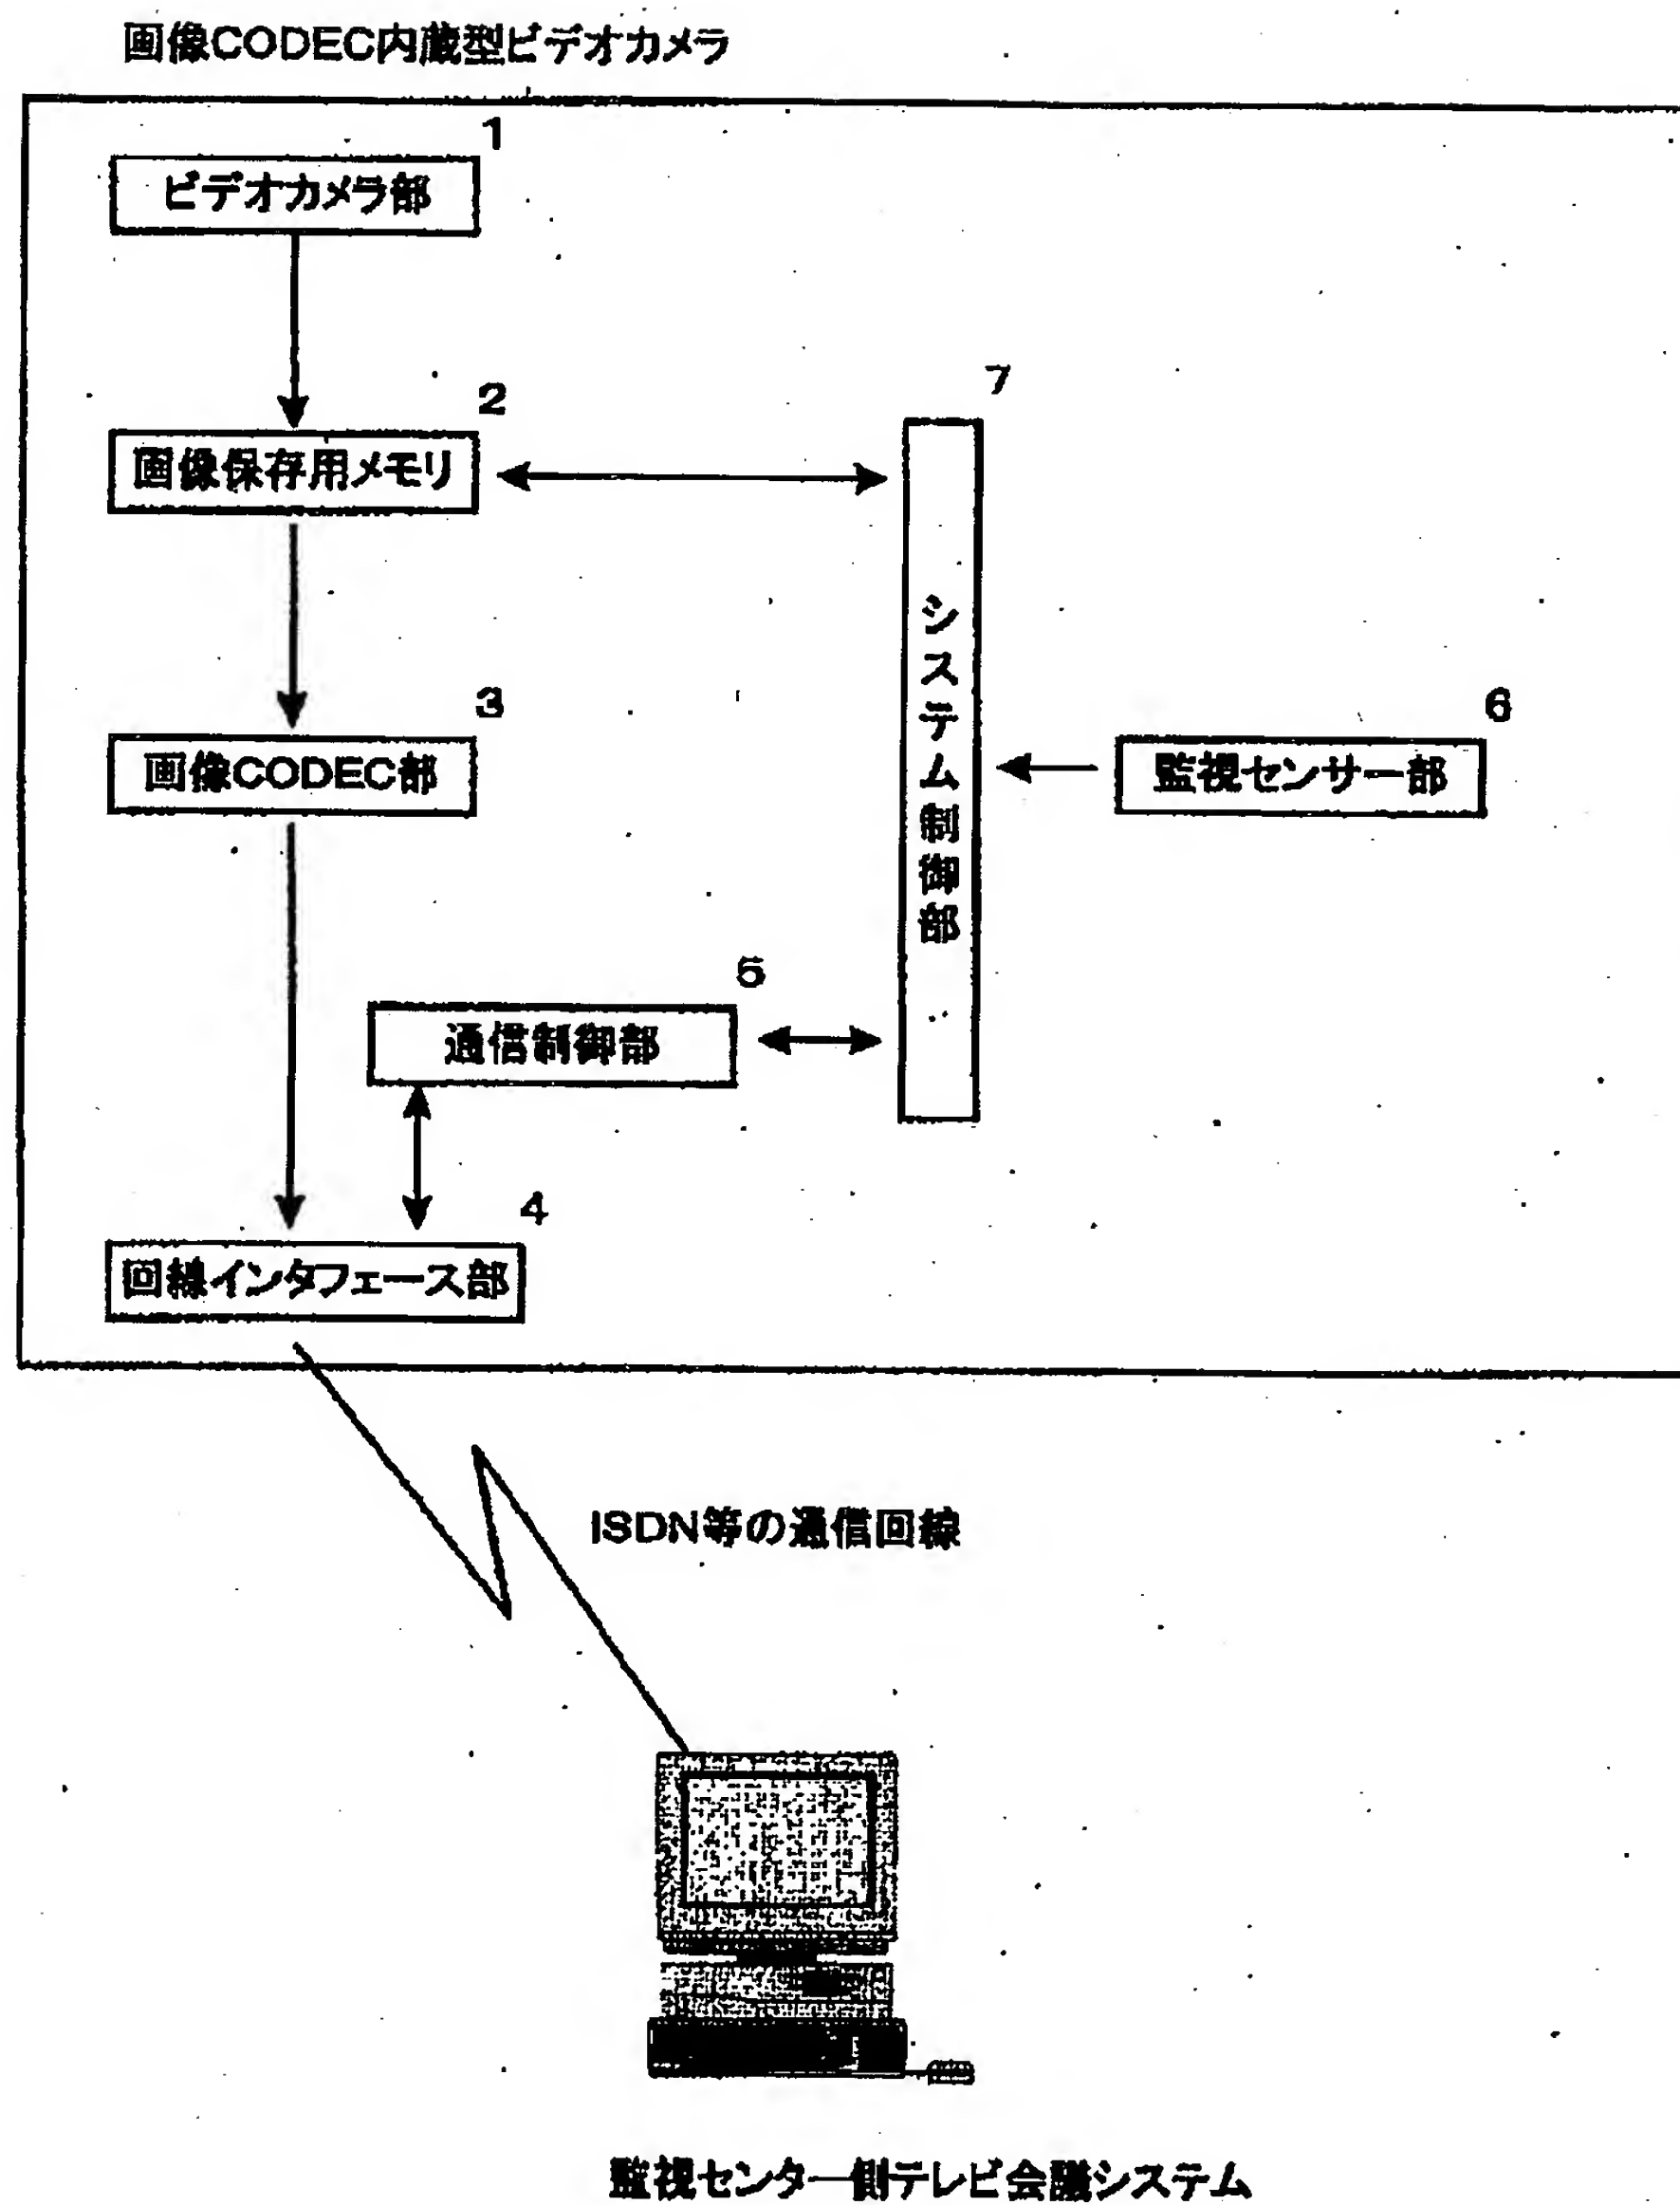 画像CODEC内蔵型ビデオカメラ
1
ビデオカメラ部
2
画像保存用メモリ
7
システム制御部
3
画像CODEC部
6
監視センサー部
5
通信制御部
4
回線インタフェース部
ISDN等の通信回線
監視センター側テレビ会議システム